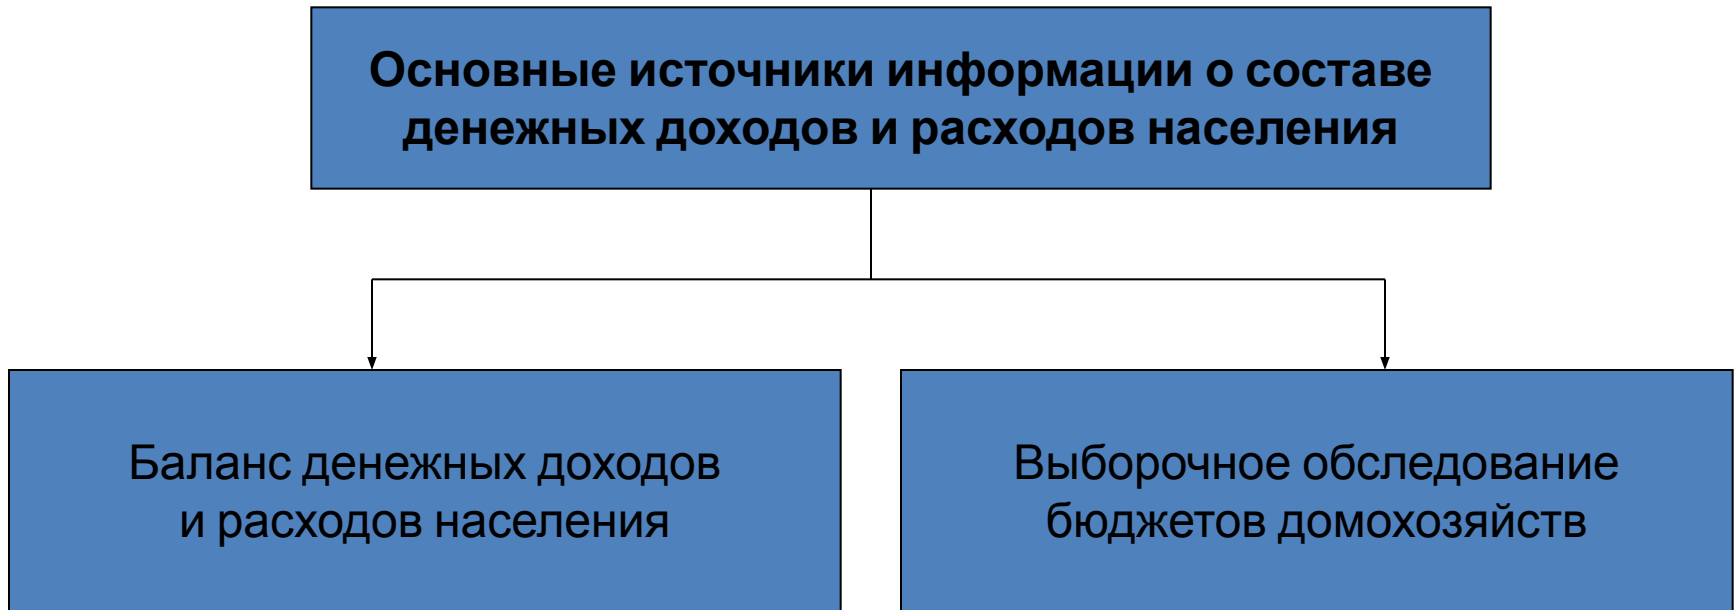 Основные источники информации о составе
денежных доходов и расходов населения
Баланс денежных доходов
и расходов населения
Выборочное обследование
бюджетов домохозяйств